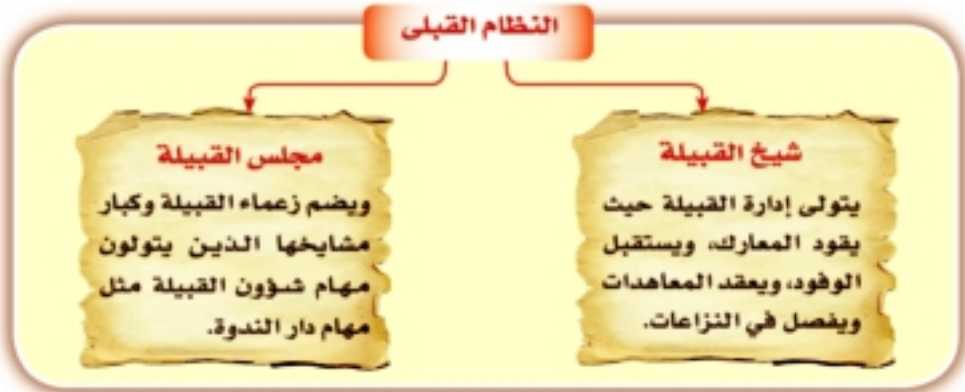 النظام القبلى
شيخ القبيلة
يتولى إدارة القبيلة حيث
يقود المعارك، ويستقبل
الوفود، ويعقد المعاهدات
ويفصل في النزاعات.
مجلس القبيلة
ويضم زعماء القبيلة وكبار
مشايخها الذين يتولون
مهام شؤون القبيلة مثل
مهام دار الندوة.